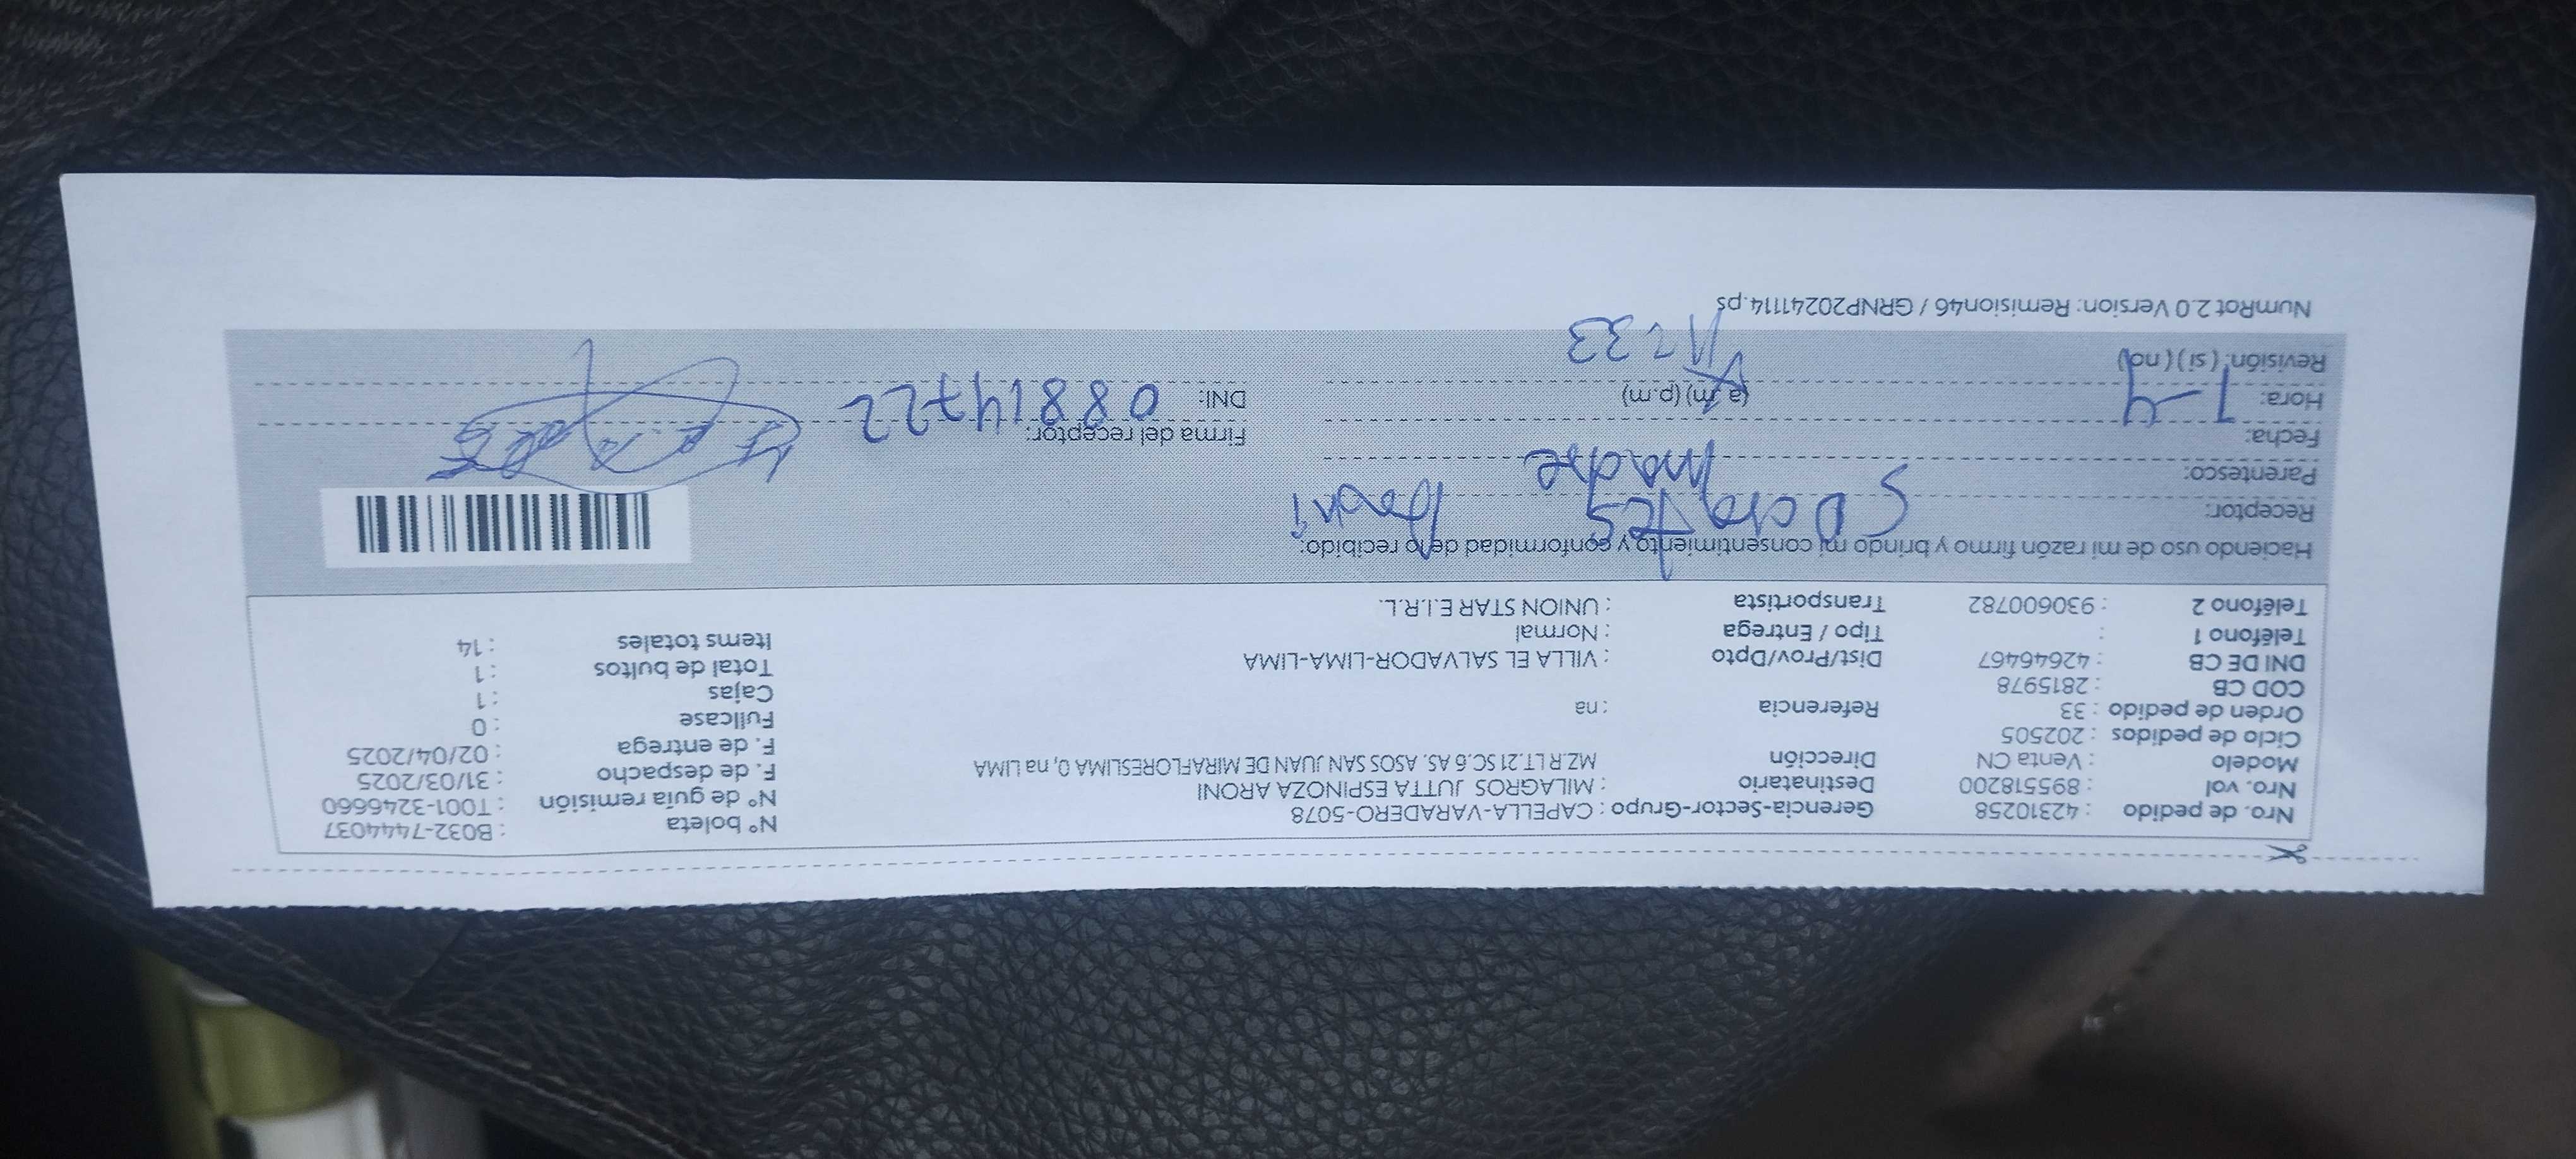 Nro. de pedido : 42310258 Gerencia-Sector-Grupo : CAPELLA-VARADERO-5078 Nº boleta : B032-7444037
Nro. vol : 895518200 Destinatario : MILAGROS JUTTA ESPINOZA ARONI Nº de guía remisión : T001-3246660
Modelo : Venta CN Dirección MZ.R LT.21 SC.6 AS. ASOS SAN JUAN DE MIRAFLORESLIMA 0, na LIMA F. de despacho : 31/03/2025
Ciclo de pedidos : 202505 F. de entrega : 02/04/2025
Orden de pedido : 33 Referencia : na Fullcase : 0
COD CB : 2815978 Cajas : 1
DNI DE CB : 42646467 Dist/Prov/Dpto : VILLA EL SALVADOR-LIMA-LIMA Total de bultos : 1
Teléfono 1 : Tipo / Entrega : Normal Items totales : 14
Teléfono 2 : 930600782 Transportista : UNION STAR E.I.R.L.
Haciendo uso de mi razón firmo y brindo mi consentimiento y conformidad de lo recibido:
Receptor:
Parentesco: madre
Fecha: 1-4 Firma del receptor:
Hora: (a.m) (p.m) 11:33 DNI: 08814722
Revisión: (si) (no)
NumRot 2.0 Version: Remision46 / GRNP20241114.ps